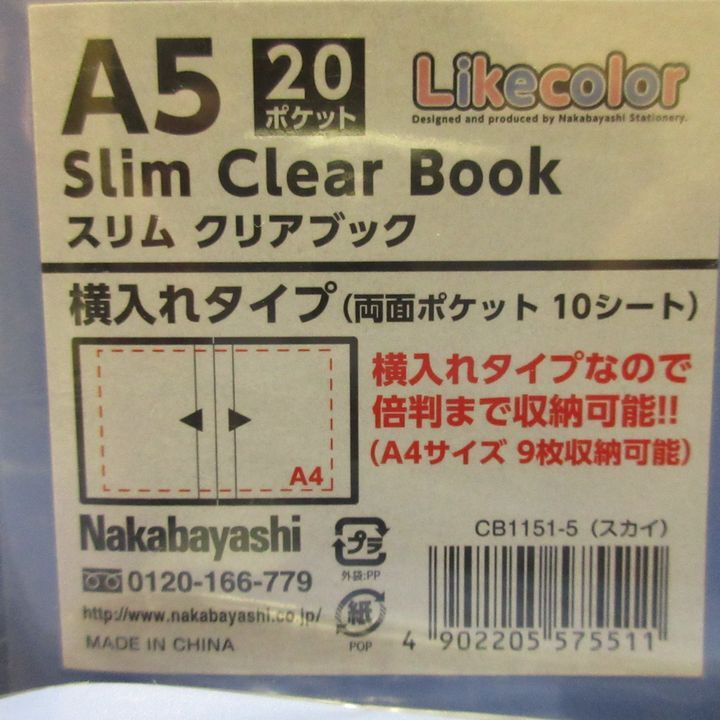 A5 20ポケット Likecolor
Designed and produced by Nakabayashi Stationery.
Slim Clear Book
スリム クリアブック
横入れタイプ(両面ポケット 10シート)
A4
横入れタイプなので
倍判まで収納可能!!
(A4サイズ 9枚収納可能)
Nakabayashi
0120-166-779
http://www.nakabayashi.co.jp/
MADE IN CHINA
プラ
外袋:PP
紙
POP
CB1151-5 (スカイ)
4 902205 575511